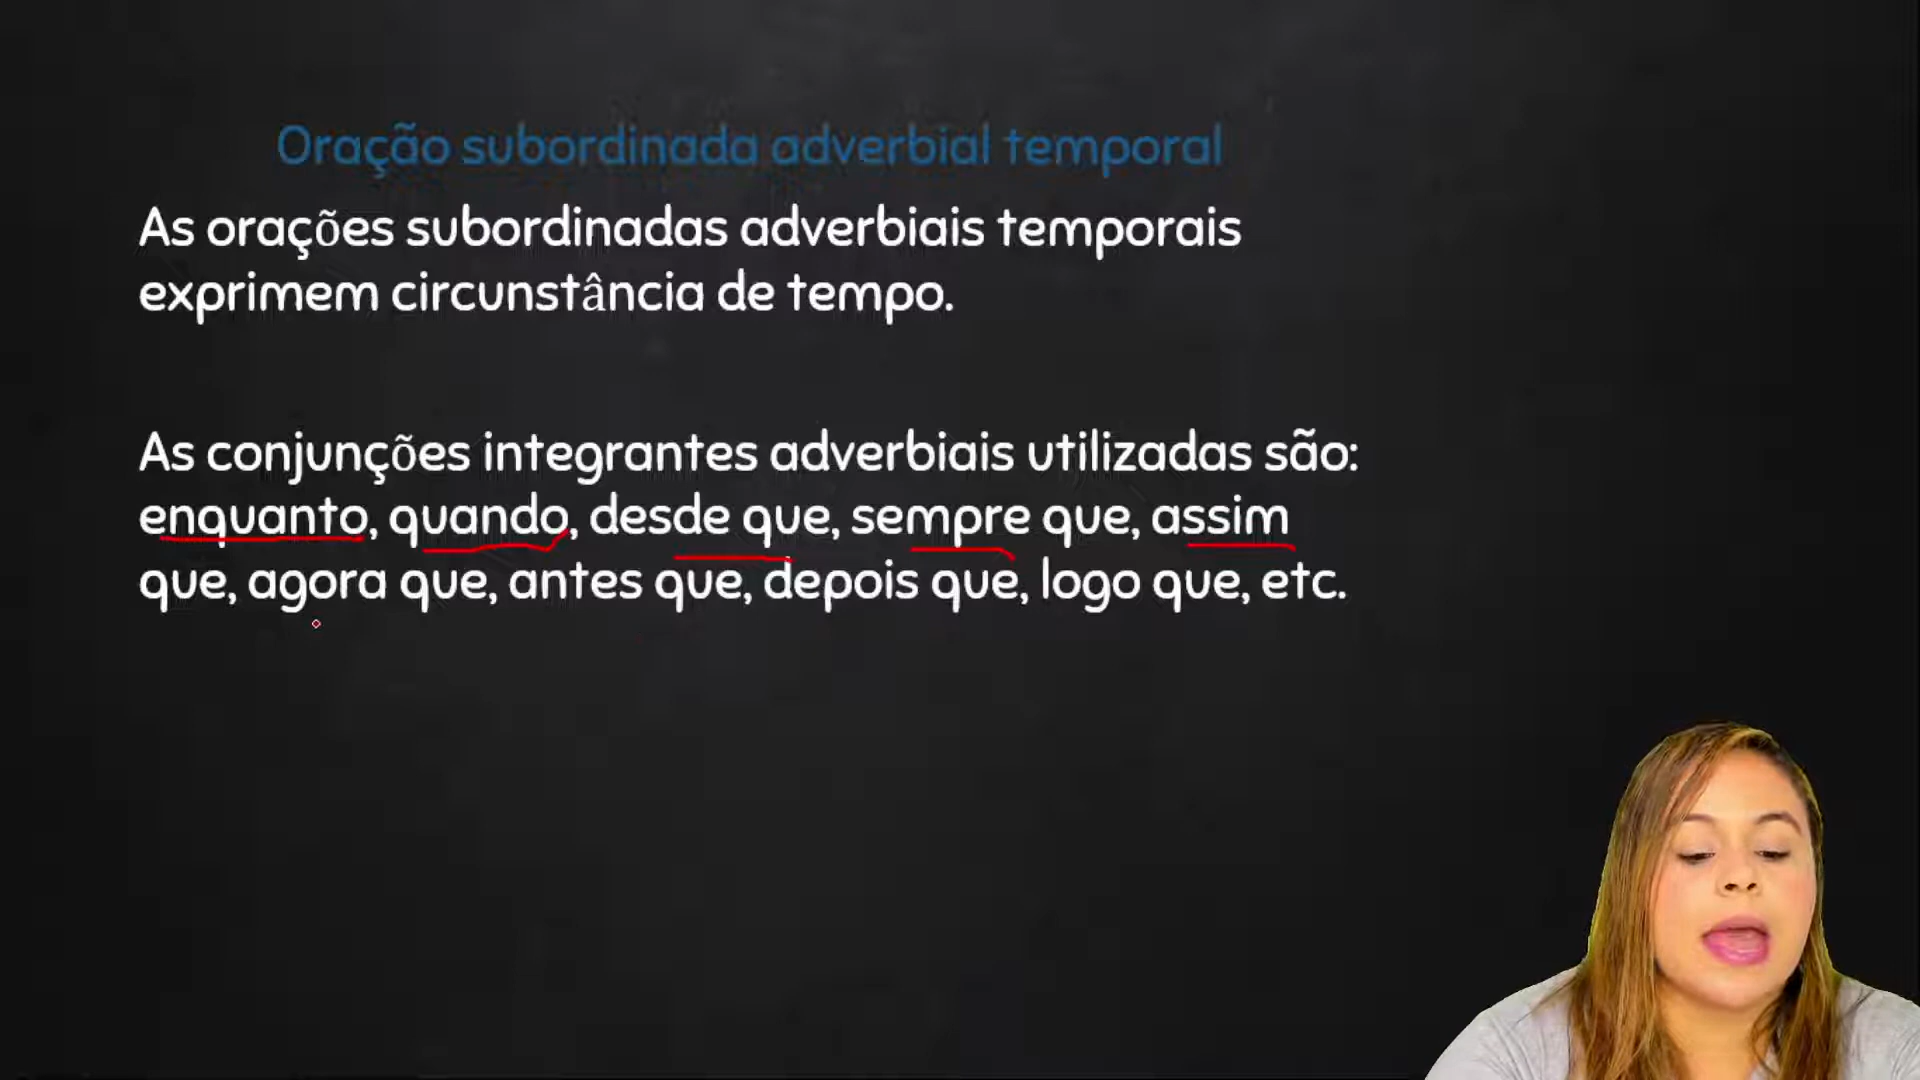 Oração subordinada adverbial temporal
As orações subordinadas adverbiais temporais
exprimem circunstância de tempo.
As conjunções integrantes adverbiais utilizadas são:
enquanto, quando, desde que, sempre que, assim
que, agora que, antes que, depois que, logo que, etc.